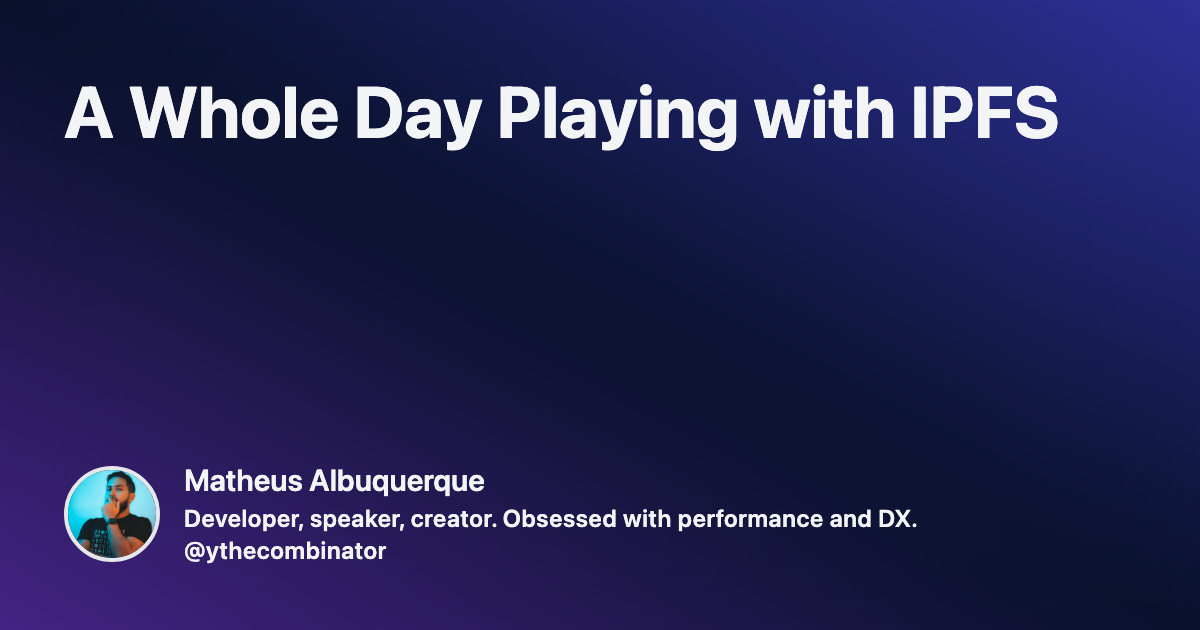 A Whole Day Playing with IPFS
Matheus Albuquerque
Developer, speaker, creator. Obsessed with performance and DX.
@ythecombinator